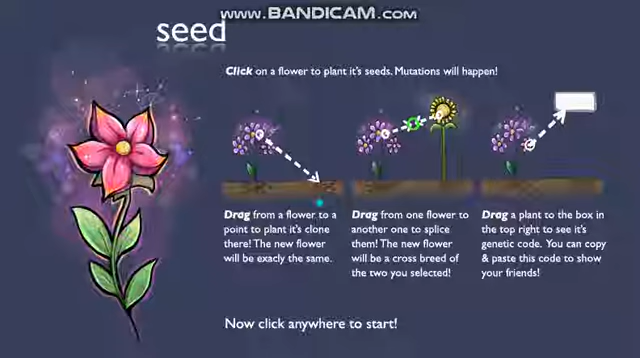 www.BANDICAM.com
seed
Click on a flower to plant it's seeds. Mutations will happen!
Drag from a flower to a
point to plant it's clone
there! The new flower
will be exacly the same.
Drag from one flower to
another one to splice
them! The new flower
will be a cross breed of
the two you selected!
Drag a plant to the box in
the top right to see it's
genetic code. You can copy
& paste this code to show
your friends!
Now click anywhere to start!